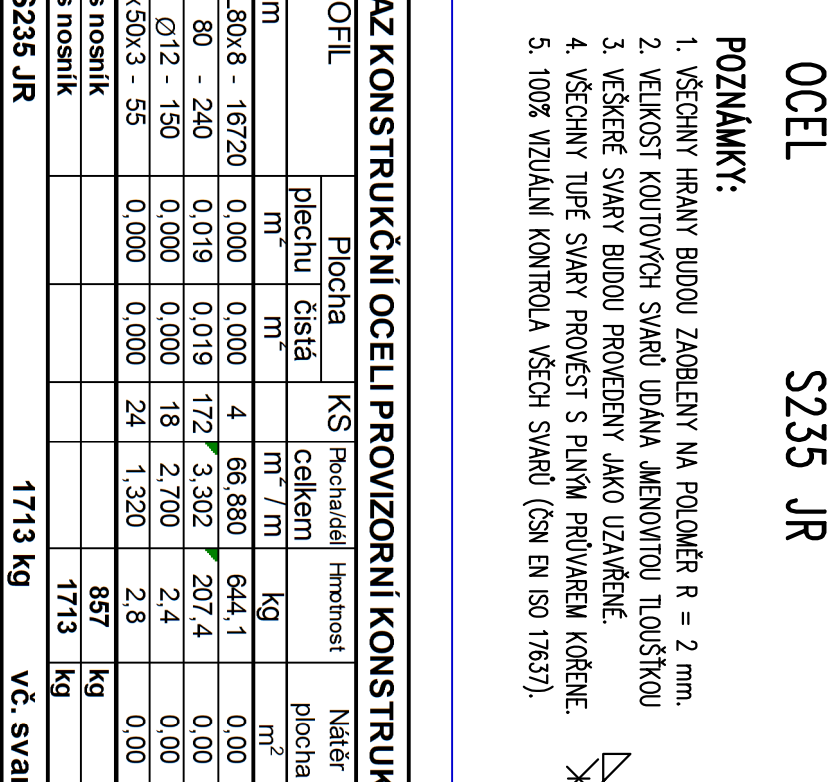 OCEL S235 JR
POZNÁMKY:
1. VŠECHNY HRANY BUDOU ZAOBLENY NA POLOMĚR R = 2 mm.
2. VELIKOST KOUTOVÝCH SVARŮ UDÁNA JMENOVITOU TLOUŠŤKOU
3. VEŠKERÉ SVARY BUDOU PROVEDENY JAKO UZAVŘENÉ.
4. VŠECHNY TUPÉ SVARY PROVÉST S PLNÝM PRŮVAREM KOŘENE.
5. 100% VIZUÁLNÍ KONTROLA VŠECH SVARŮ (ČSN EN ISO 17637).
AZ KONSTRUKČNÍ OCELI PROVIZORNÍ KONSTRUK
OFIL Plocha KS Plocha/dél Hmotnost Nátěr
plechu čistá celkem plocha
m m² m² m² / m kg m²
80x8 - 16720 0,000 0,000 4 66,880 644,1 0,00
80 - 240 0,019 0,019 172 3,302 207,4 0,00
Ø12 - 150 0,000 0,000 18 2,700 2,4 0,00
x50x3 - 55 0,000 0,000 24 1,320 2,8 0,00
s nosník 857 kg
s nosník 1713 kg
S235 JR 1713 kg vč. svar